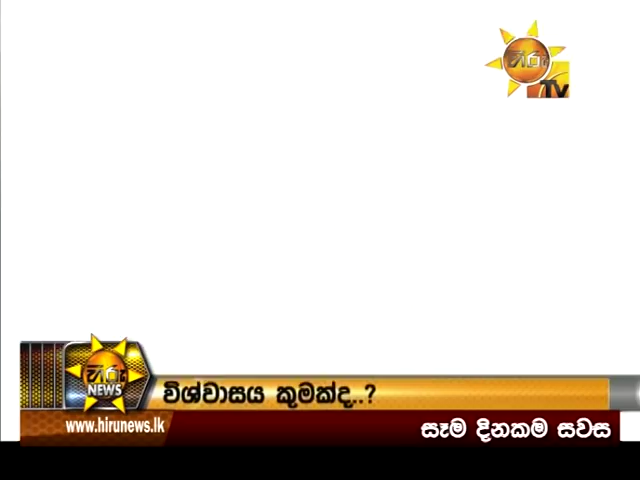 හිරු
TV
හිරු
NEWS
විශ්වාසය කුමක්ද..?
www.hirunews.lk
සෑම දිනකම සවස